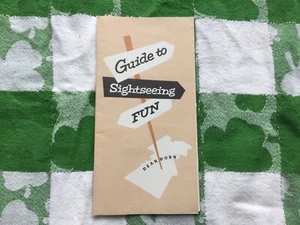 Guide to
Sightseeing
FUN
DEARBORN